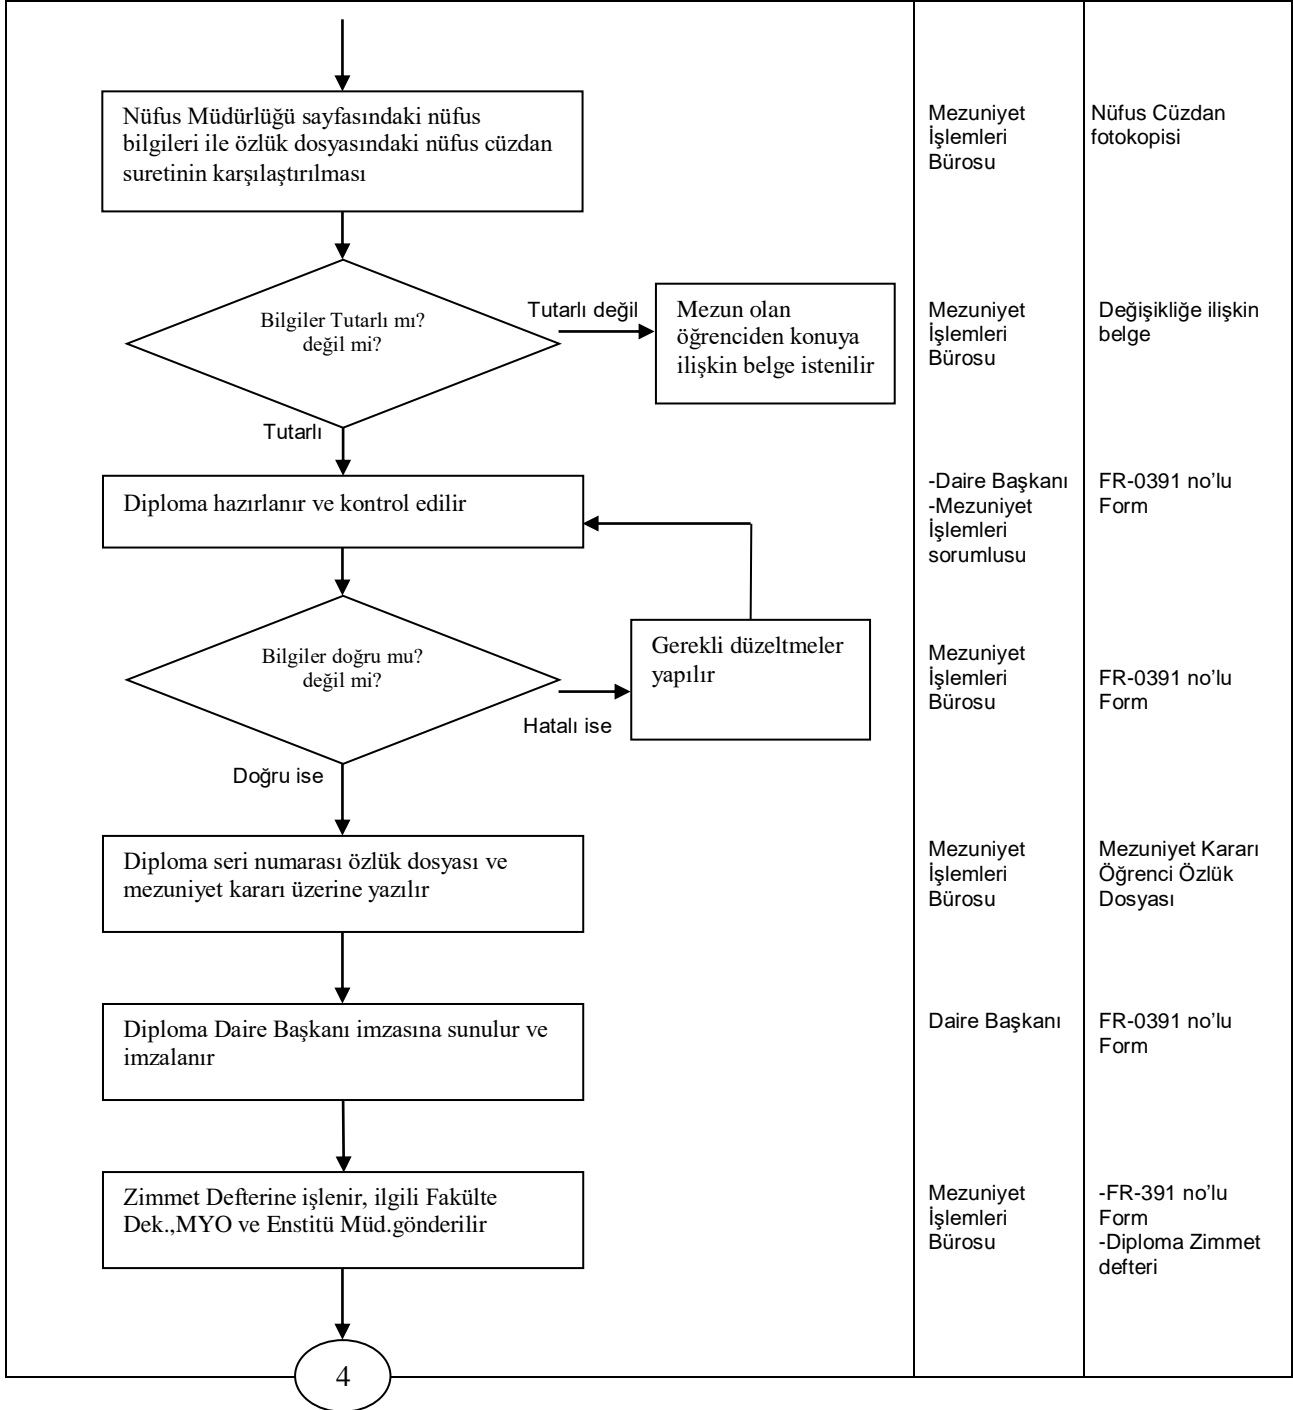 Nüfus Müdürlüğü sayfasındaki nüfus
bilgileri ile özlük dosyasındaki nüfus cüzdan
suretinin karşılaştırılması
Mezuniyet
İşlemleri
Bürosu
Nüfus Cüzdan
fotokopisi
Bilgiler Tutarlı mı?
değil mi?
Tutarlı değil
Mezun olan
öğrenciden konuya
ilişkin belge istenilir
Mezuniyet
İşlemleri
Bürosu
Değişikliğe ilişkin
belge
Tutarlı
Diploma hazırlanır ve kontrol edilir
-Daire Başkanı
-Mezuniyet
İşlemleri
sorumlusu
FR-0391 no’lu
Form
Bilgiler doğru mu?
değil mi?
Hatalı ise
Gerekli düzeltmeler
yapılır
Mezuniyet
İşlemleri
Bürosu
FR-0391 no’lu
Form
Doğru ise
Diploma seri numarası özlük dosyası ve
mezuniyet kararı üzerine yazılır
Mezuniyet
İşlemleri
Bürosu
Mezuniyet Kararı
Öğrenci Özlük
Dosyası
Diploma Daire Başkanı imzasına sunulur ve
imzalanır
Daire Başkanı
FR-0391 no’lu
Form
Zimmet Defterine işlenir, ilgili Fakülte
Dek.,MYO ve Enstitü Müd.gönderilir
Mezuniyet
İşlemleri
Bürosu
-FR-391 no’lu
Form
-Diploma Zimmet
defteri
4